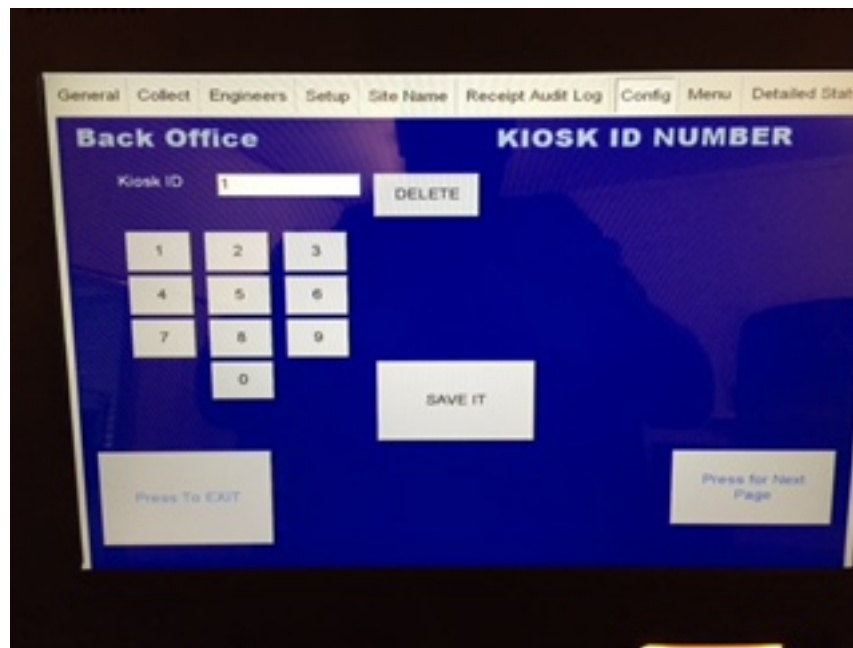 General Collect Engineers Setup Site Name Receipt Audit Log Config Menu Detailed Stat
Back Office KIOSK ID NUMBER
Kiosk ID 1 DELETE
1 2 3
4 5 6
7 8 9
0
SAVE IT
Press To EXIT
Press for Next
Page